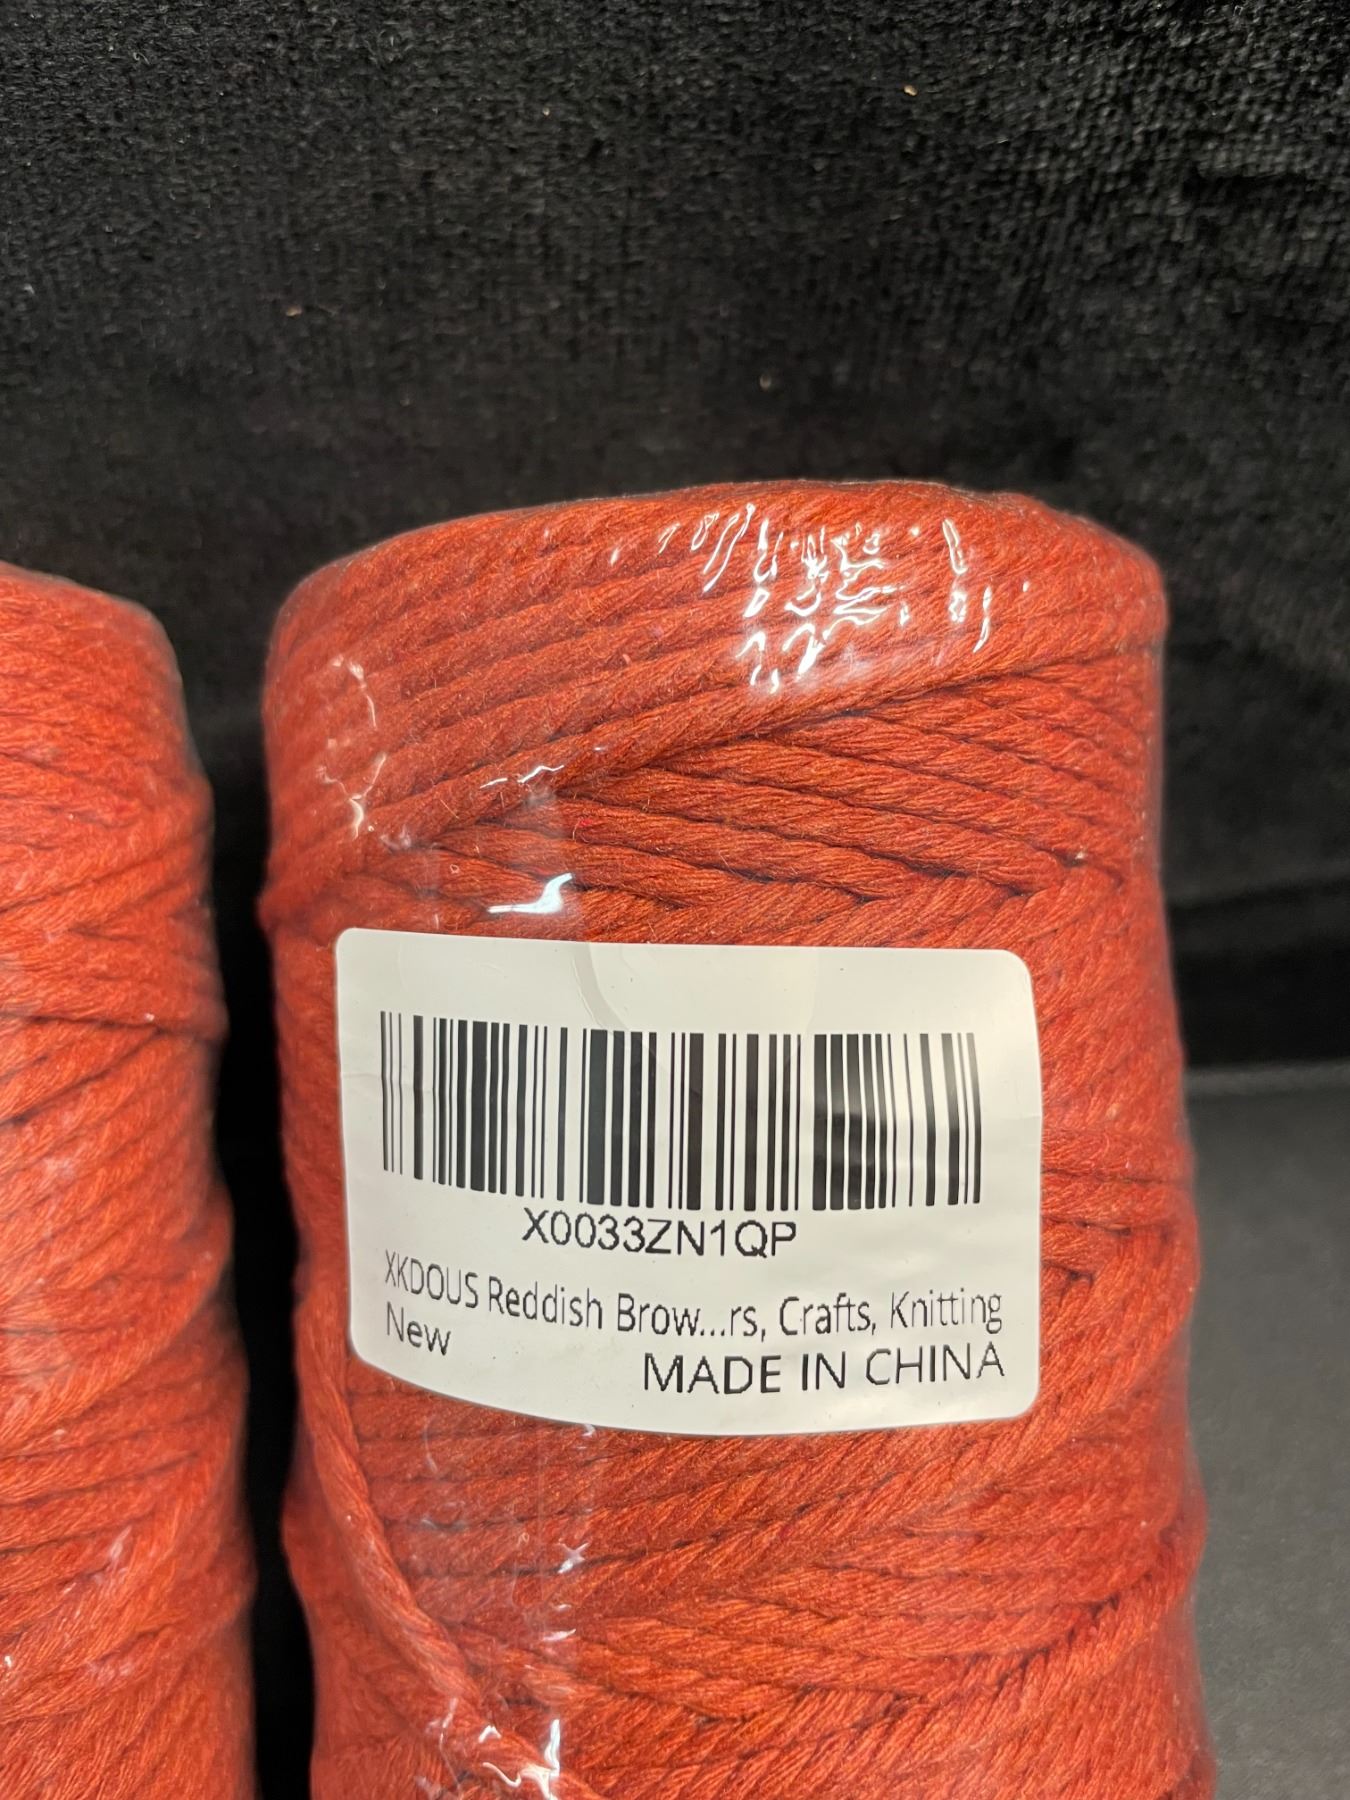 X0033ZN1QP
XKDOUS Reddish Brow...rs, Crafts, Knitting
New
MADE IN CHINA